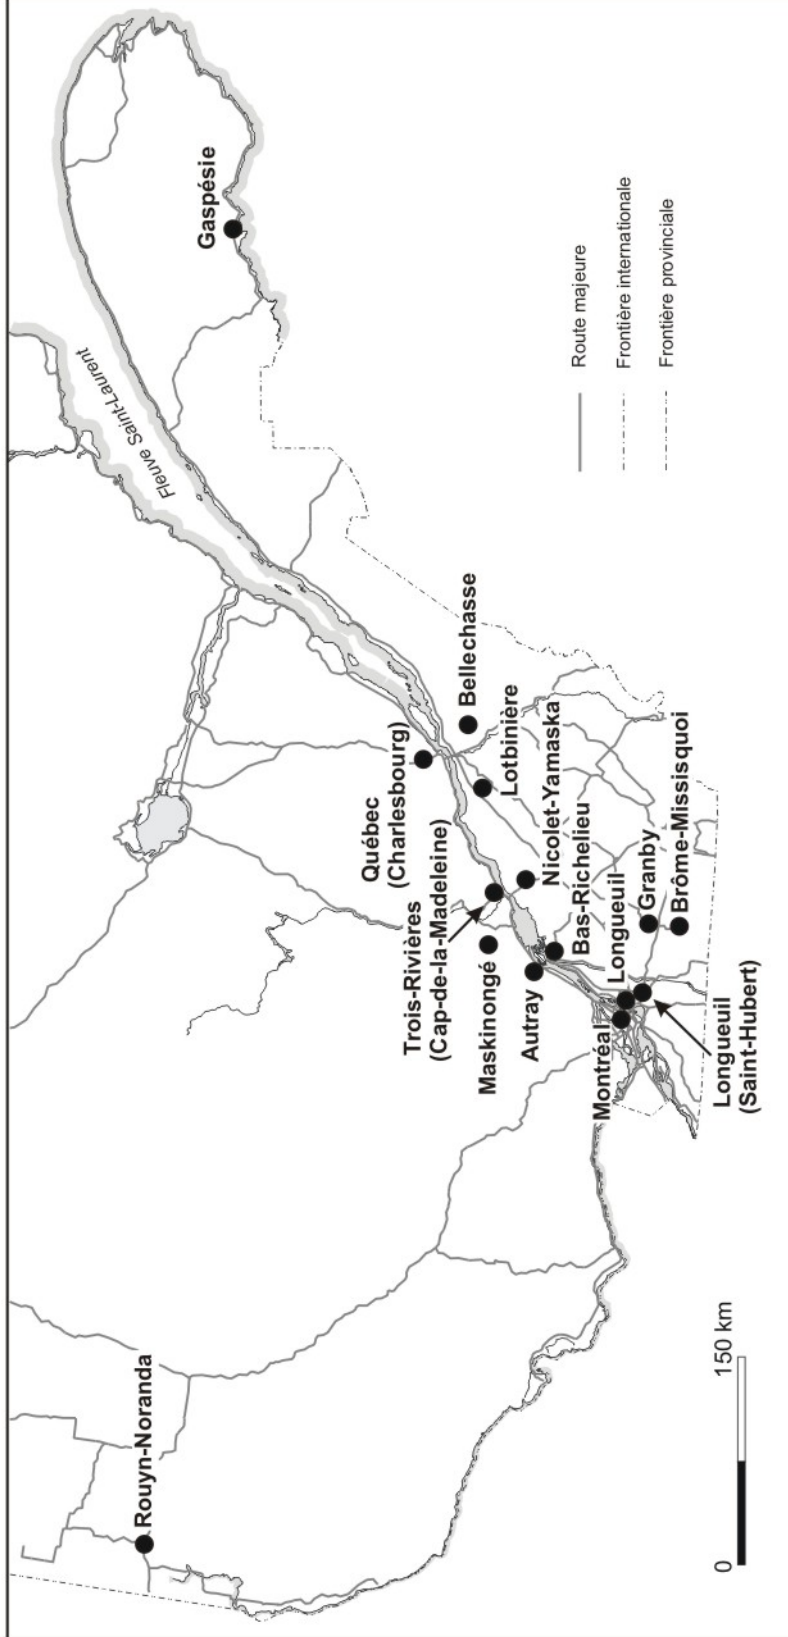 Gaspésie
Fleuve Saint-Laurent
Route majeure
Frontière internationale
Frontière provinciale
Québec
(Charlesbourg)
Bellechasse
Lotbinière
Trois-Rivières
(Cap-de-la-Madeleine)
Nicolet-Yamaska
Maskinongé
Bas-Richelieu
Autray
Longueuil
Granby
Brôme-Missisquoi
Montréal
Longueuil
(Saint-Hubert)
Rouyn-Noranda
0
150 km